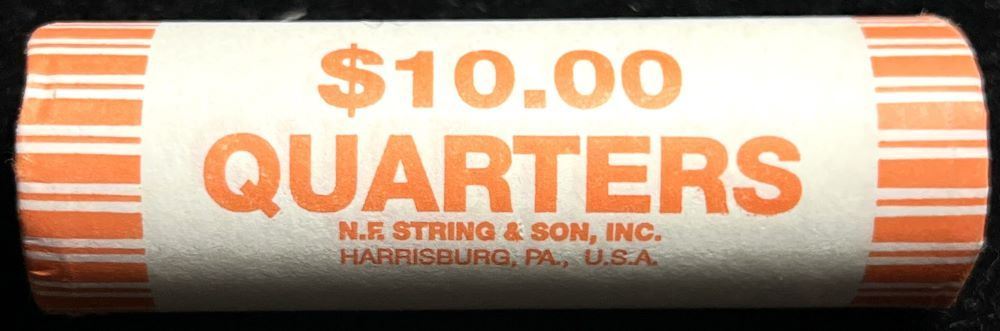 $10.00
QUARTERS
N.F. STRING & SON, INC.
HARRISBURG, PA., U.S.A.